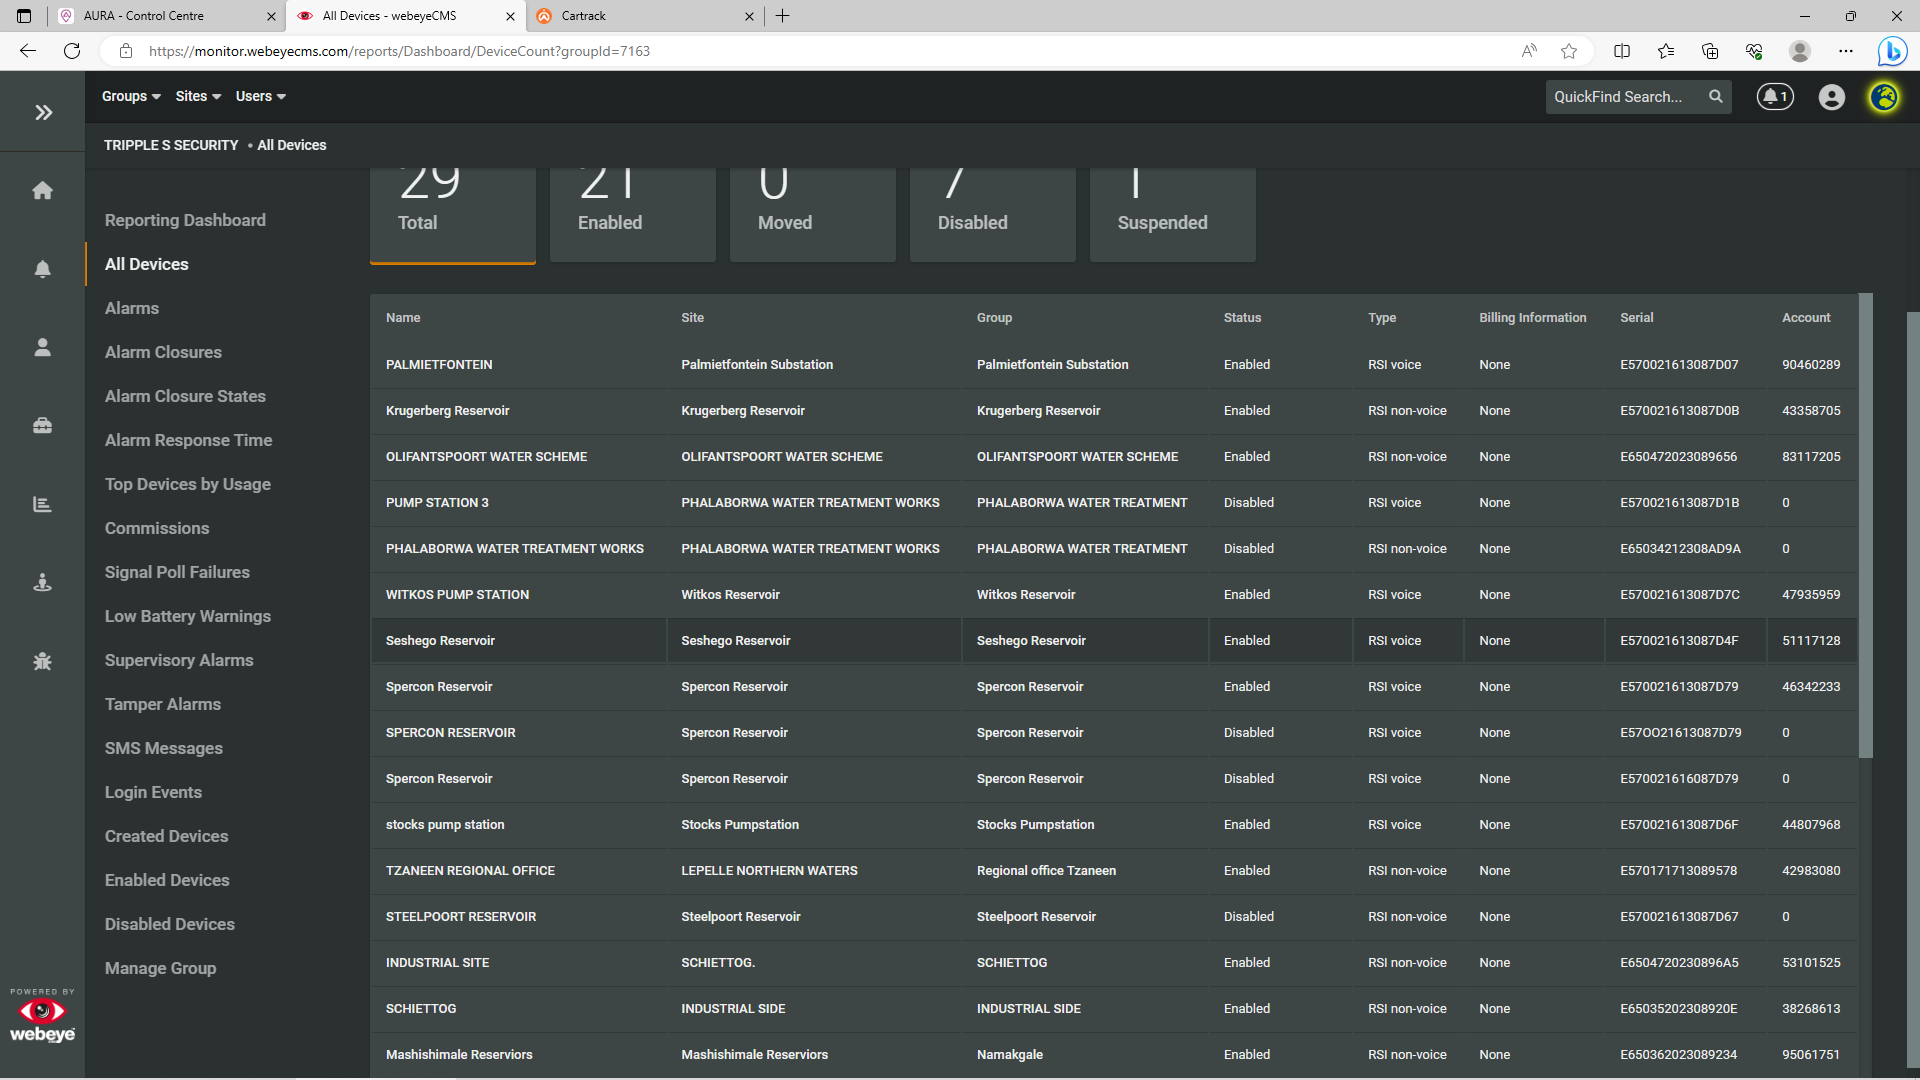 AURA - Control Centre
All Devices - webeyeCMS
Cartrack
https://monitor.webeyecms.com/reports/Dashboard/DeviceCount?groupId=7163
Groups Sites Users QuickFind Search... 1
TRIPPLE S SECURITY • All Devices
29 21 0 7 1
Total Enabled Moved Disabled Suspended
Reporting Dashboard
All Devices
Alarms
Alarm Closures
Alarm Closure States
Alarm Response Time
Top Devices by Usage
Commissions
Signal Poll Failures
Low Battery Warnings
Supervisory Alarms
Tamper Alarms
SMS Messages
Login Events
Created Devices
Enabled Devices
Disabled Devices
Manage Group
POWERED BY
webeye
Name Site Group Status Type Billing Information Serial Account
PALMIETFONTEIN Palmietfontein Substation Palmietfontein Substation Enabled RSI voice None E570021613087D07 90460289
Krugerberg Reservoir Krugerberg Reservoir Krugerberg Reservoir Enabled RSI non-voice None E570021613087D0B 43358705
OLIFANTSPOORT WATER SCHEME OLIFANTSPOORT WATER SCHEME OLIFANTSPOORT WATER SCHEME Enabled RSI non-voice None E650472023089656 83117205
PUMP STATION 3 PHALABORWA WATER TREATMENT WORKS PHALABORWA WATER TREATMENT Disabled RSI voice None E570021613087D1B 0
PHALABORWA WATER TREATMENT WORKS PHALABORWA WATER TREATMENT WORKS PHALABORWA WATER TREATMENT Disabled RSI non-voice None E65034212308AD9A 0
WITKOS PUMP STATION Witkos Reservoir Witkos Reservoir Enabled RSI voice None E570021613087D7C 47935959
Seshego Reservoir Seshego Reservoir Seshego Reservoir Enabled RSI voice None E570021613087D4F 51117128
Spercon Reservoir Spercon Reservoir Spercon Reservoir Enabled RSI voice None E570021613087D79 46342233
SPERCON RESERVOIR Spercon Reservoir Spercon Reservoir Disabled RSI voice None E57OO21613087D79 0
Spercon Reservoir Spercon Reservoir Spercon Reservoir Disabled RSI voice None E570021616087D79 0
stocks pump station Stocks Pumpstation Stocks Pumpstation Enabled RSI voice None E570021613087D6F 44807968
TZANEEN REGIONAL OFFICE LEPELLE NORTHERN WATERS Regional office Tzaneen Enabled RSI non-voice None E570171713089578 42983080
STEELPOORT RESERVOIR Steelpoort Reservoir Steelpoort Reservoir Disabled RSI non-voice None E570021613087D67 0
INDUSTRIAL SITE SCHIETTOG. SCHIETTOG Enabled RSI non-voice None E6504720230896A5 53101525
SCHIETTOG INDUSTRIAL SIDE INDUSTRIAL SIDE Enabled RSI non-voice None E65035202308920E 38268613
Mashishimale Reserviors Mashishimale Reserviors Namakgale Enabled RSI non-voice None E650362023089234 95061751